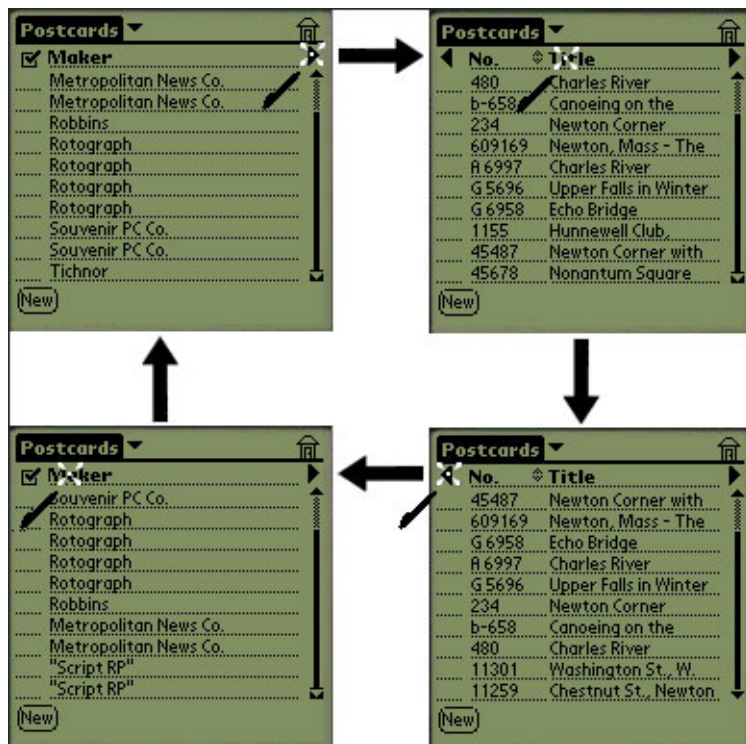 Postcards
Maker
Metropolitan News Co.
Metropolitan News Co.
Robbins
Rotograph
Rotograph
Rotograph
Rotograph
Souvenir PC Co.
Souvenir PC Co.
Tichnor
New
Postcards
No. Title
480 Charles River
b-658 Canoeing on the
234 Newton Corner
609169 Newton, Mass - The
A 6997 Charles River
G 5696 Upper Falls in Winter
G 6958 Echo Bridge
1155 Hunnewell Club,
45487 Newton Corner with
45678 Nonantum Square
New
Postcards
Maker
Souvenir PC Co.
Rotograph
Rotograph
Rotograph
Rotograph
Robbins
Metropolitan News Co.
Metropolitan News Co.
"Script RP"
"Script RP"
New
Postcards
No. Title
45487 Newton Corner with
609169 Newton, Mass - The
G 6958 Echo Bridge
A 6997 Charles River
G 5696 Upper Falls in Winter
234 Newton Corner
b-658 Canoeing on the
480 Charles River
11301 Washington St., W.
11259 Chestnut St., Newton
New